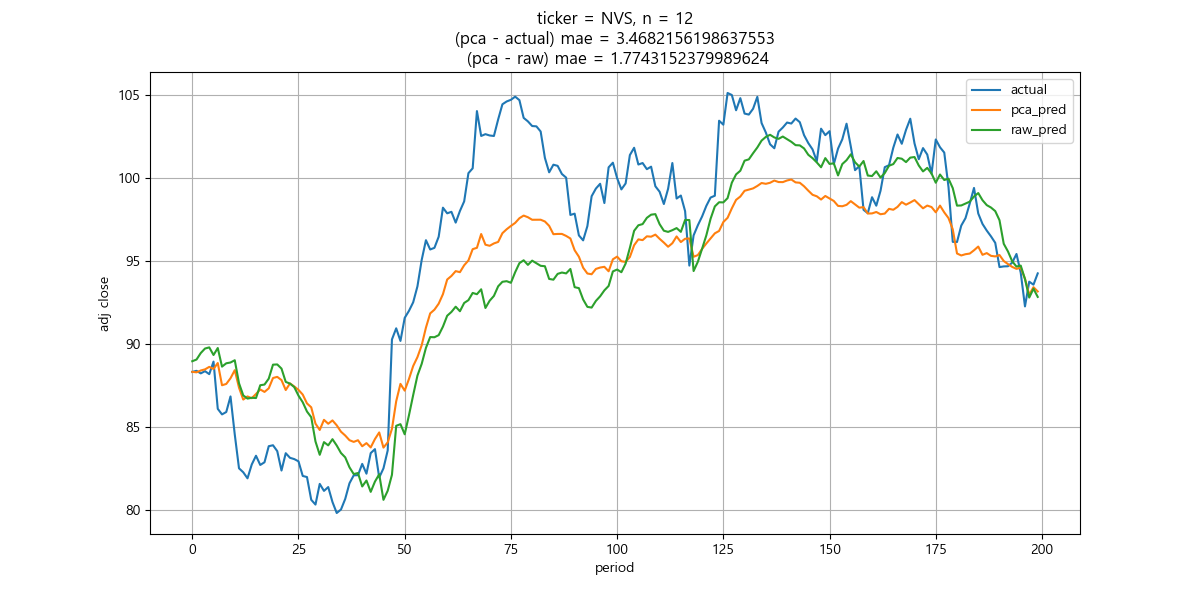 ticker = NVS, n = 12
(pca - actual) mae = 3.4682156198637553
(pca - raw) mae = 1.7743152379989624
actual
pca_pred
raw_pred
105
100
95
90
85
80
adj close
0 25 50 75 100 125 150 175 200
period